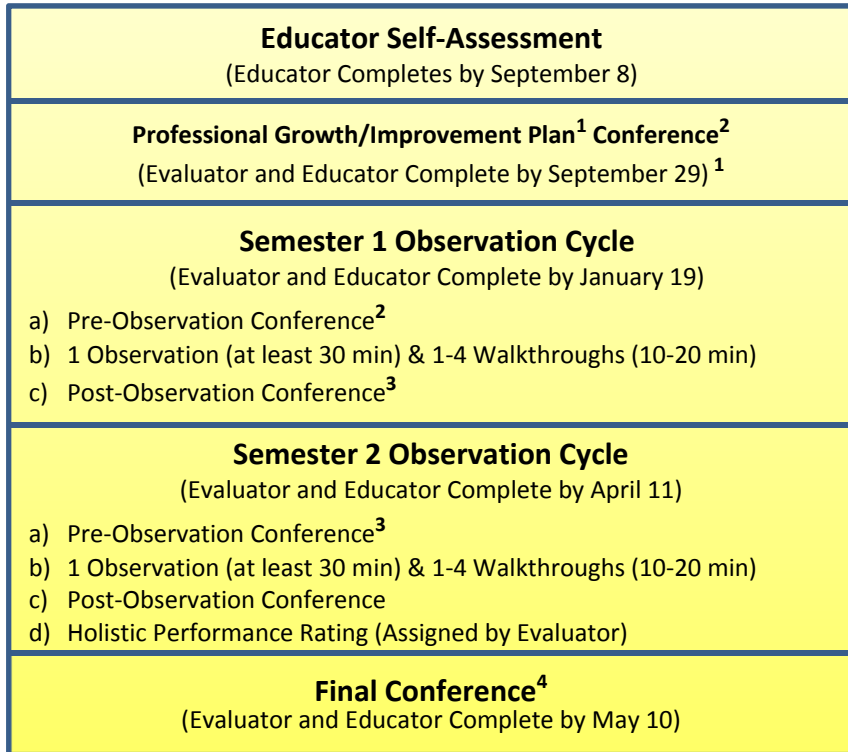 Educator Self-Assessment
(Educator Completes by September 8)
Professional Growth/Improvement Plan¹ Conference²
(Evaluator and Educator Complete by September 29) ¹
Semester 1 Observation Cycle
(Evaluator and Educator Complete by January 19)
a) Pre-Observation Conference²
b) 1 Observation (at least 30 min) & 1-4 Walkthroughs (10-20 min)
c) Post-Observation Conference³
Semester 2 Observation Cycle
(Evaluator and Educator Complete by April 11)
a) Pre-Observation Conference³
b) 1 Observation (at least 30 min) & 1-4 Walkthroughs (10-20 min)
c) Post-Observation Conference
d) Holistic Performance Rating (Assigned by Evaluator)
Final Conference⁴
(Evaluator and Educator Complete by May 10)